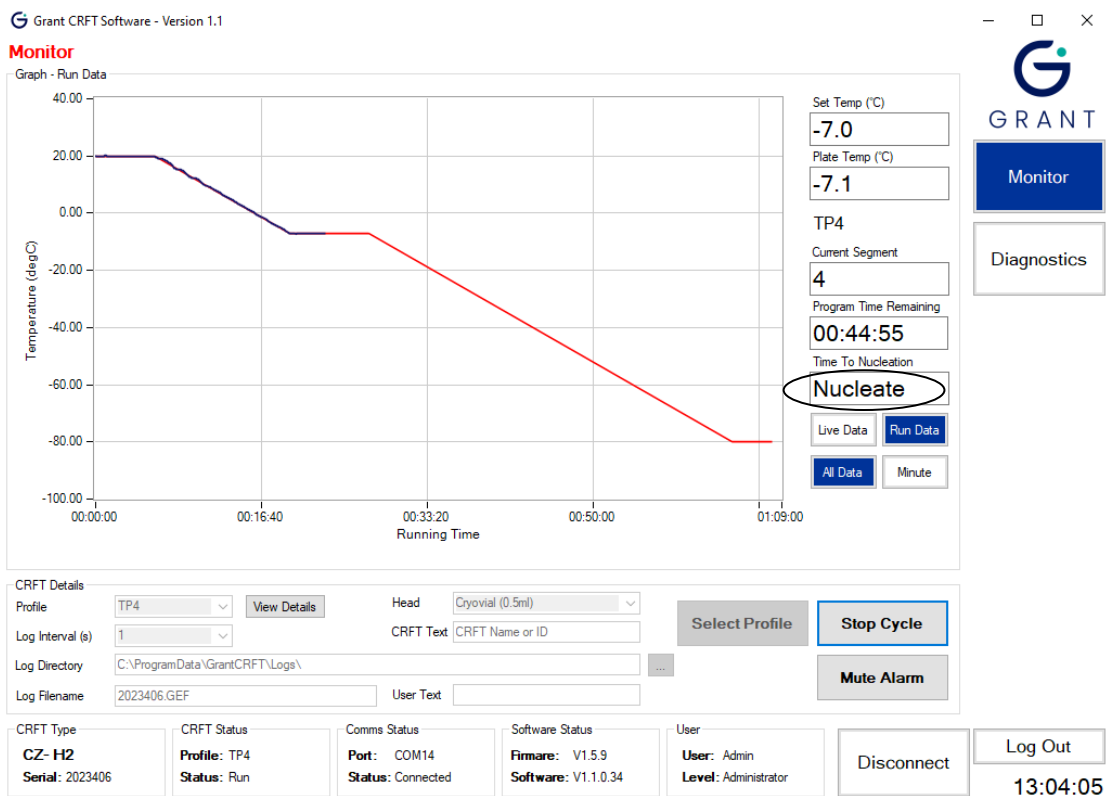 Grant CRFT Software - Version 1.1
Monitor
Graph - Run Data
40.00
20.00
0.00
-20.00
-40.00
-60.00
-80.00
-100.00
Temperature (degC)
00:00:00 00:16:40 00:33:20 00:50:00 01:09:00
Running Time
Set Temp (°C)
-7.0
Plate Temp (°C)
-7.1
TP4
Current Segment
4
Program Time Remaining
00:44:55
Time To Nucleation
Nucleate
Live Data Run Data
All Data Minute
G
GRANT
Monitor
Diagnostics
CRFT Details
Profile TP4 View Details Head Cryovial (0.5ml)
Log Interval (s) 1 CRFT Text CRFT Name or ID
Log Directory C:\ProgramData\GrantCRFT\Logs\ ...
Log Filename 2023406.GEF User Text
Select Profile Stop Cycle
Mute Alarm
CRFT Type
CZ- H2
Serial: 2023406
CRFT Status
Profile: TP4
Status: Run
Comms Status
Port: COM14
Status: Connected
Software Status
Firmare: V1.5.9
Software: V1.1.0.34
User
User: Admin
Level: Administrator
Disconnect
Log Out
13:04:05